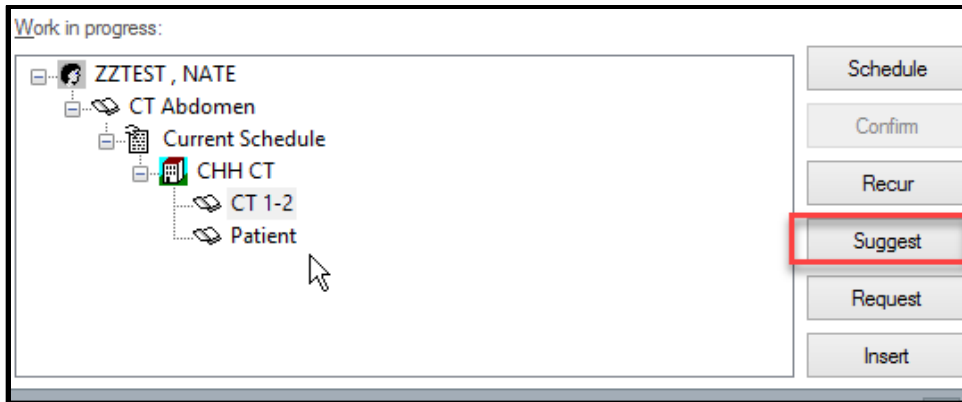 Work in progress:
ZZTEST , NATE
CT Abdomen
Current Schedule
CHH CT
CT 1-2
Patient
Schedule
Confirm
Recur
Suggest
Request
Insert